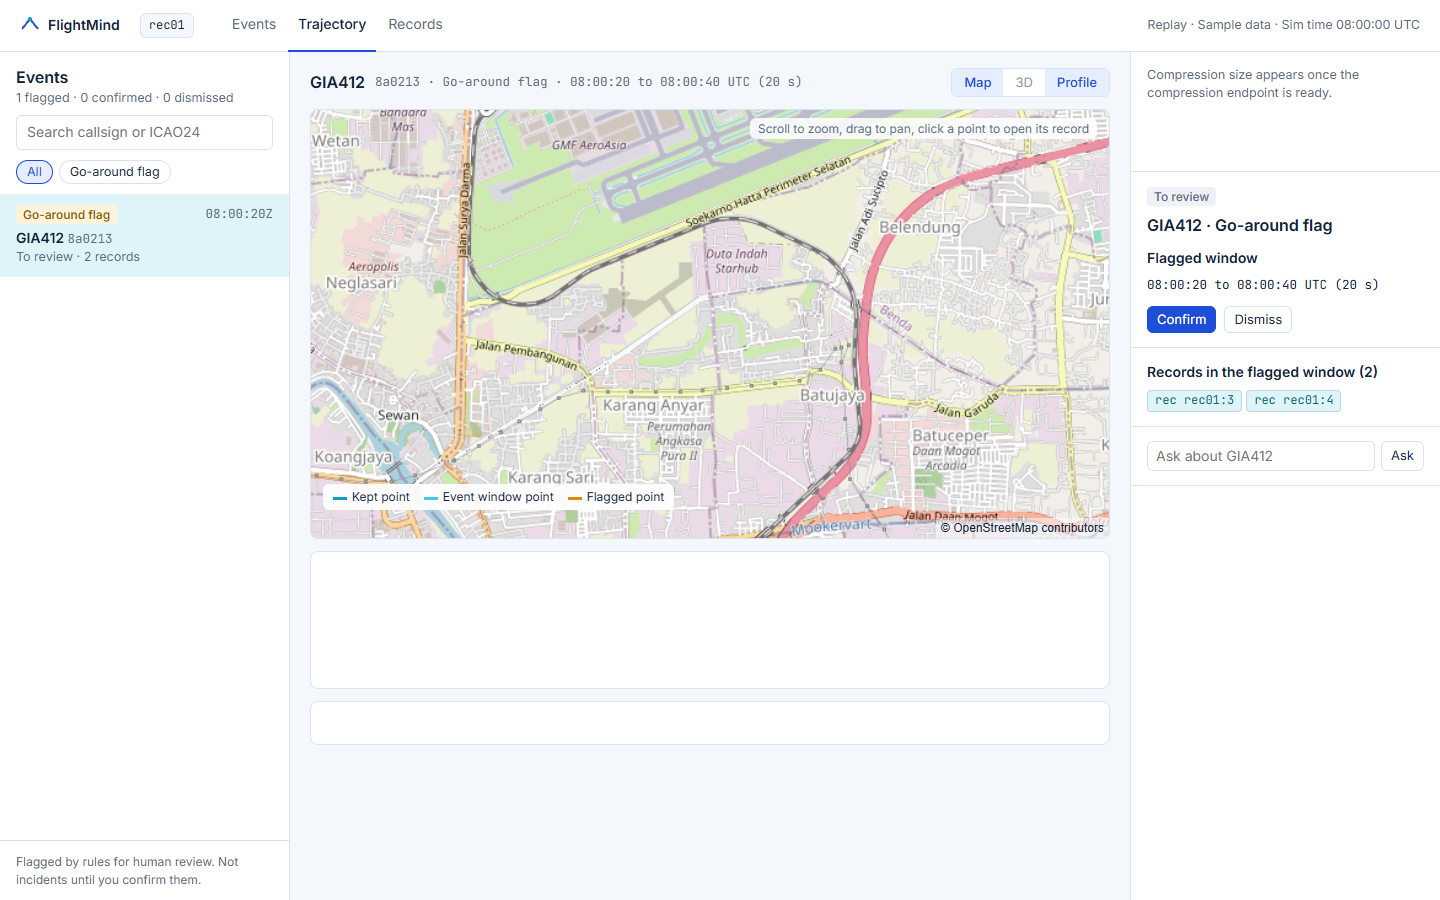 FlightMind
rec01
Events
Trajectory
Records
Replay · Sample data · Sim time 08:00:00 UTC
Events
1 flagged · 0 confirmed · 0 dismissed
Search callsign or ICAO24
All
Go-around flag
Go-around flag
08:00:20Z
GIA412 8a0213
To review · 2 records
Flagged by rules for human review. Not
incidents until you confirm them.
GIA412 8a0213 · Go-around flag · 08:00:20 to 08:00:40 UTC (20 s)
Map
3D
Profile
Scroll to zoom, drag to pan, click a point to open its record
Bandara
Mas
Wetan
GMF AeroAsia
Jalan Surya Darma
Soekarno Hatta Perimeter Selatan
Jalan Adi Sucipto
Belendung
Aeropolis
Neglasari
Duta Indah
Starhub
Benda
Jalan Pembangunan
Sewan
Karang Anyar
Batujaya
Jalan Garuda
Perumahan
Angkasa
Pura II
Batuceper
Daan Mogot
Arcadia
Koangjaya
Karang Sari
Kept point
Event window point
Flagged point
Mookervart
Jalan Daan Mogot
© OpenStreetMap contributors
Compression size appears once the
compression endpoint is ready.
To review
GIA412 · Go-around flag
Flagged window
08:00:20 to 08:00:40 UTC (20 s)
Confirm
Dismiss
Records in the flagged window (2)
rec rec01:3
rec rec01:4
Ask about GIA412
Ask